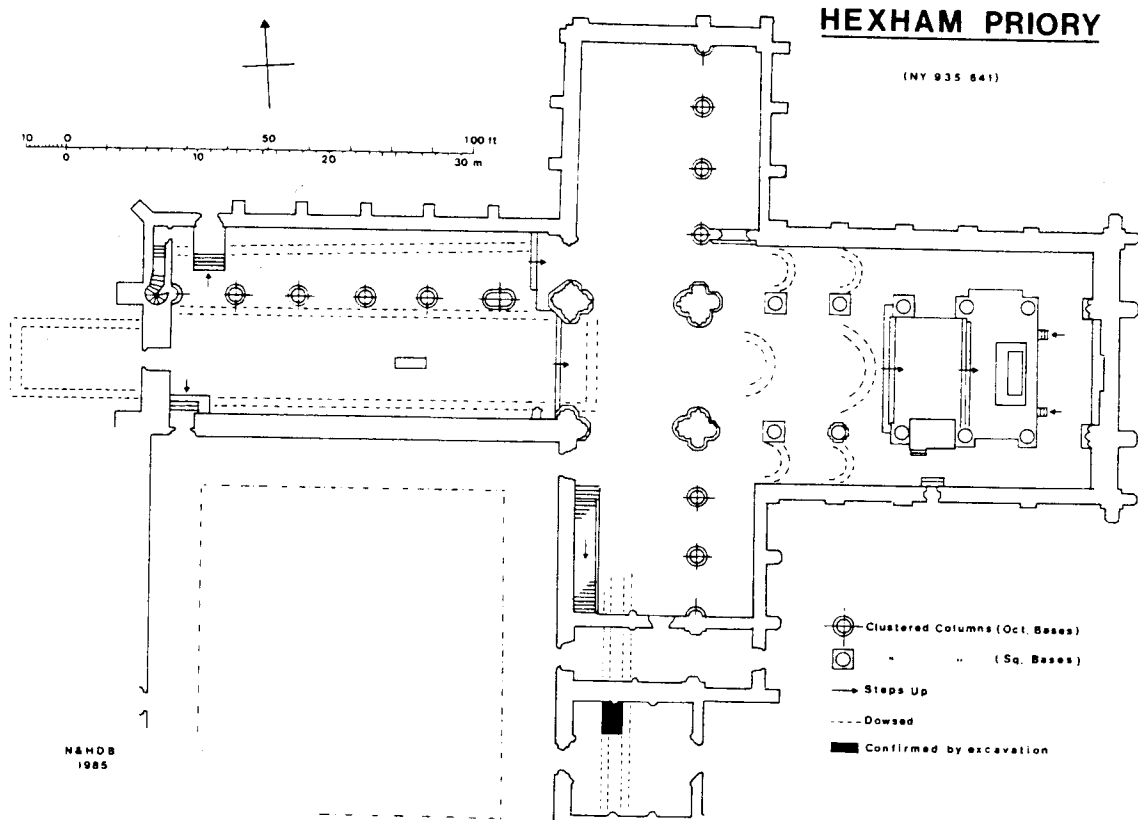 HEXHAM PRIORY
(NY 935 641)
10 0 50 100 ft
0 10 20 30 m
Clustered Columns (Oct. Bases)
" " (Sq. Bases)
Steps Up
Dowsed
Confirmed by excavation
N&HDB
1985